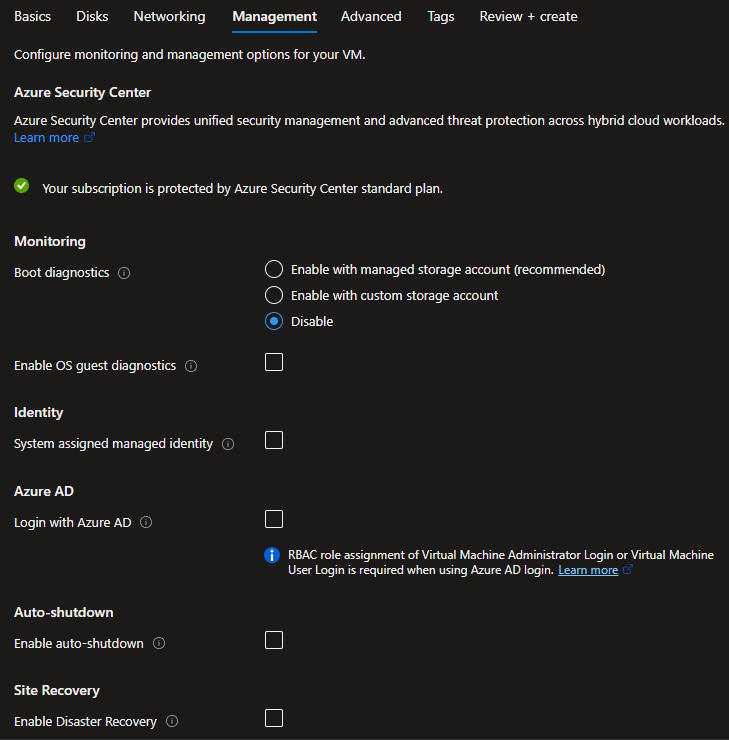 Basics Disks Networking Management Advanced Tags Review + create
Configure monitoring and management options for your VM.
Azure Security Center
Azure Security Center provides unified security management and advanced threat protection across hybrid cloud workloads.
Learn more
Your subscription is protected by Azure Security Center standard plan.
Monitoring
Boot diagnostics
Enable with managed storage account (recommended)
Enable with custom storage account
Disable
Enable OS guest diagnostics
Identity
System assigned managed identity
Azure AD
Login with Azure AD
RBAC role assignment of Virtual Machine Administrator Login or Virtual Machine
User Login is required when using Azure AD login. Learn more
Auto-shutdown
Enable auto-shutdown
Site Recovery
Enable Disaster Recovery